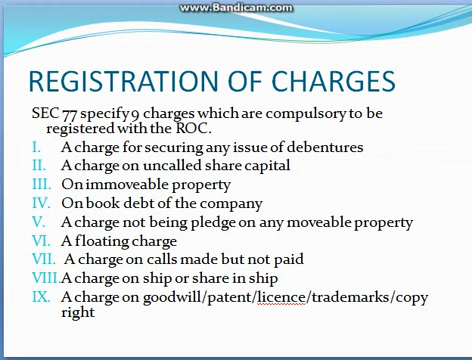 www.Bandicam.com
REGISTRATION OF CHARGES
SEC 77 specify 9 charges which are compulsory to be
registered with the ROC.
I. A charge for securing any issue of debentures
II. A charge on uncalled share capital
III. On immoveable property
IV. On book debt of the company
V. A charge not being pledge on any moveable property
VI. A floating charge
VII. A charge on calls made but not paid
VIII. A charge on ship or share in ship
IX. A charge on goodwill/patent/licence/trademarks/copy
right